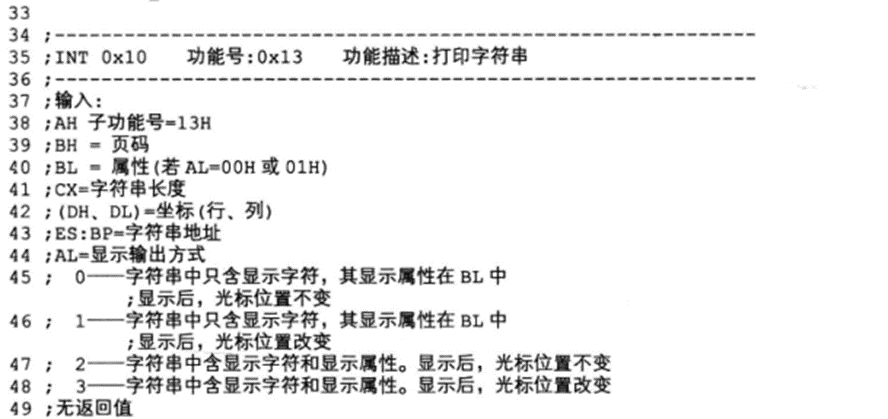 33
34 ;------------------------------------------------------------
35 ;INT 0x10 功能号:0x13 功能描述:打印字符串
36 ;------------------------------------------------------------
37 ;输入:
38 ;AH 子功能号=13H
39 ;BH = 页码
40 ;BL = 属性(若 AL=00H 或 01H)
41 ;CX=字符串长度
42 ;(DH、DL)=坐标(行、列)
43 ;ES:BP=字符串地址
44 ;AL=显示输出方式
45 ; 0——字符串中只含显示字符，其显示属性在 BL 中
;显示后，光标位置不变
46 ; 1——字符串中只含显示字符，其显示属性在 BL 中
;显示后，光标位置改变
47 ; 2——字符串中含显示字符和显示属性。显示后，光标位置不变
48 ; 3——字符串中含显示字符和显示属性。显示后，光标位置改变
49 ;无返回值